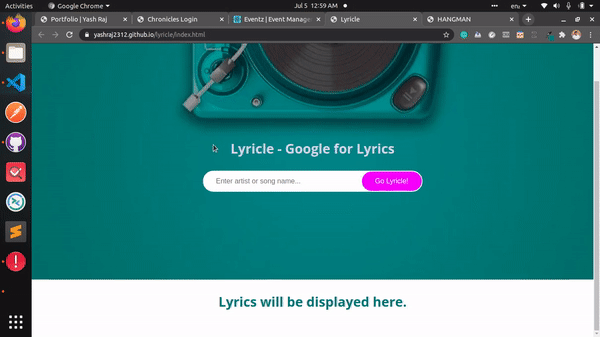 Activities Google Chrome Jul 5 12:59 AM en
Portfolio | Yash Raj Chronicles Login Eventz | Event Manager Lyricle HANGMAN
yashraj2312.github.io/lyricle/index.html
Lyricle - Google for Lyrics
Enter artist or song name... Go Lyricle!
Lyrics will be displayed here.